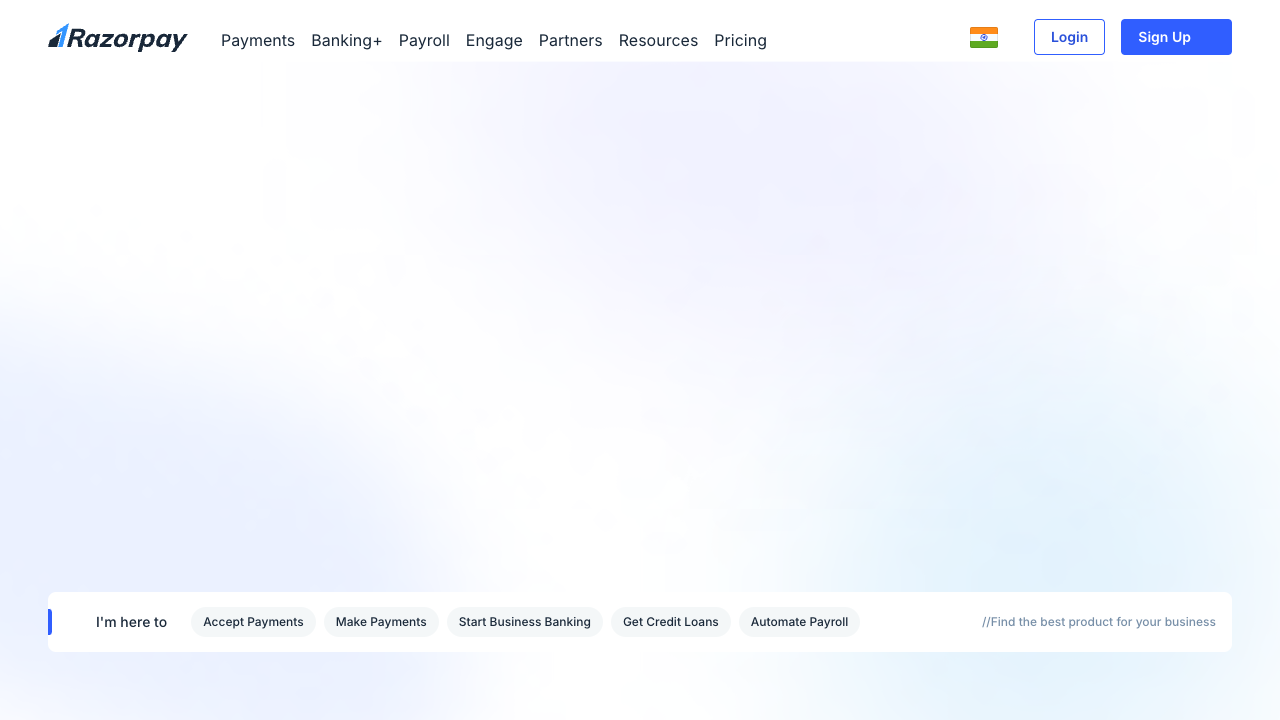 Razorpay
Payments Banking+ Payroll Engage Partners Resources Pricing
Login
Sign Up
I'm here to
Accept Payments
Make Payments
Start Business Banking
Get Credit Loans
Automate Payroll
//Find the best product for your business